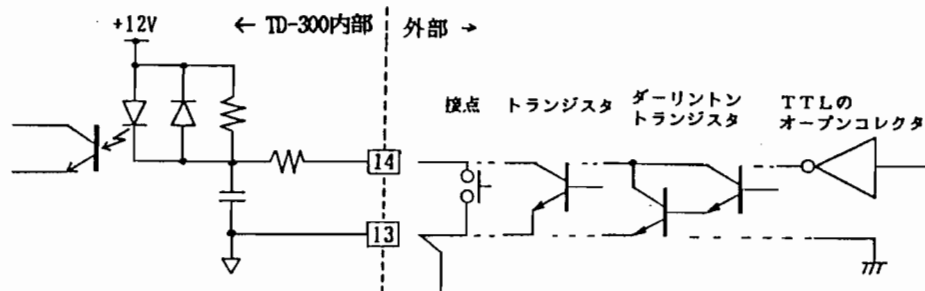 +12V
← TD-300内部
外部 →
接点
トランジスタ
ダーリントン
トランジスタ
TTLの
オープンコレクタ
14
13